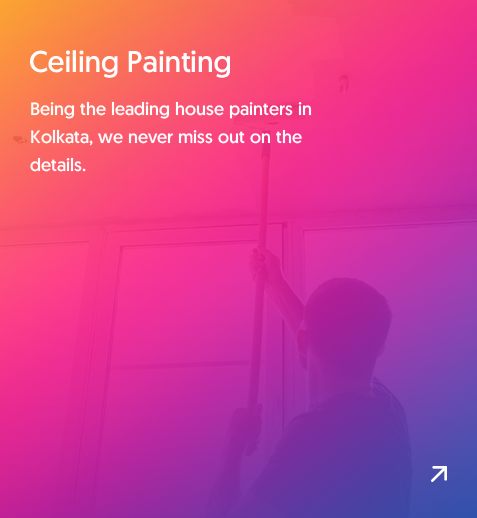 Ceiling Painting
Being the leading house painters in
Kolkata, we never miss out on the
details.